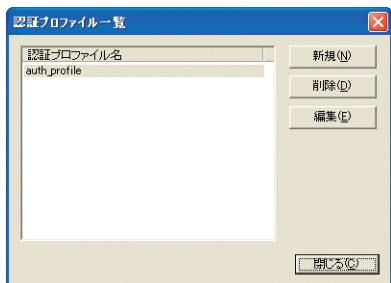 認証プロファイル一覧
認証プロファイル名
auth_profile
新規(N)
削除(D)
編集(E)
閉じる(C)